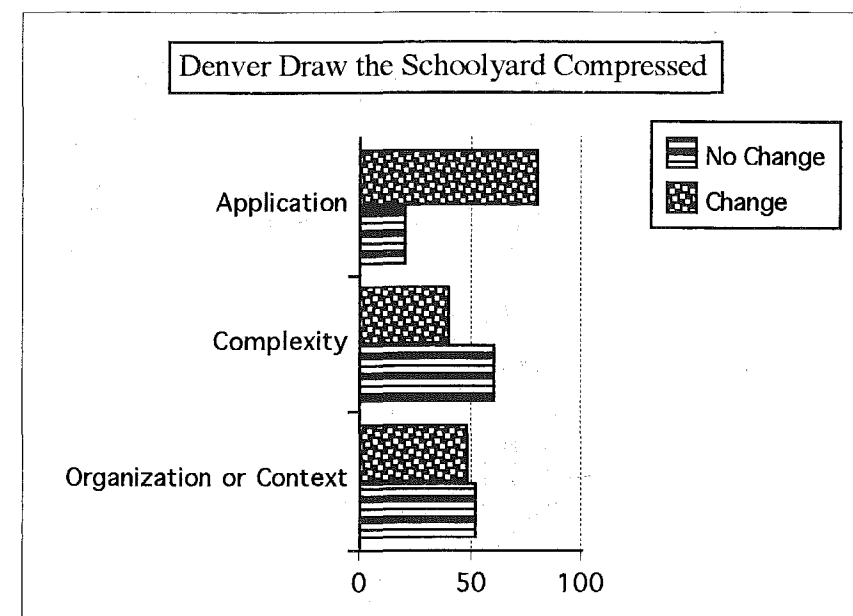 Denver Draw the Schoolyard Compressed
No Change
Change
Application
Complexity
Organization or Context
0 50 100